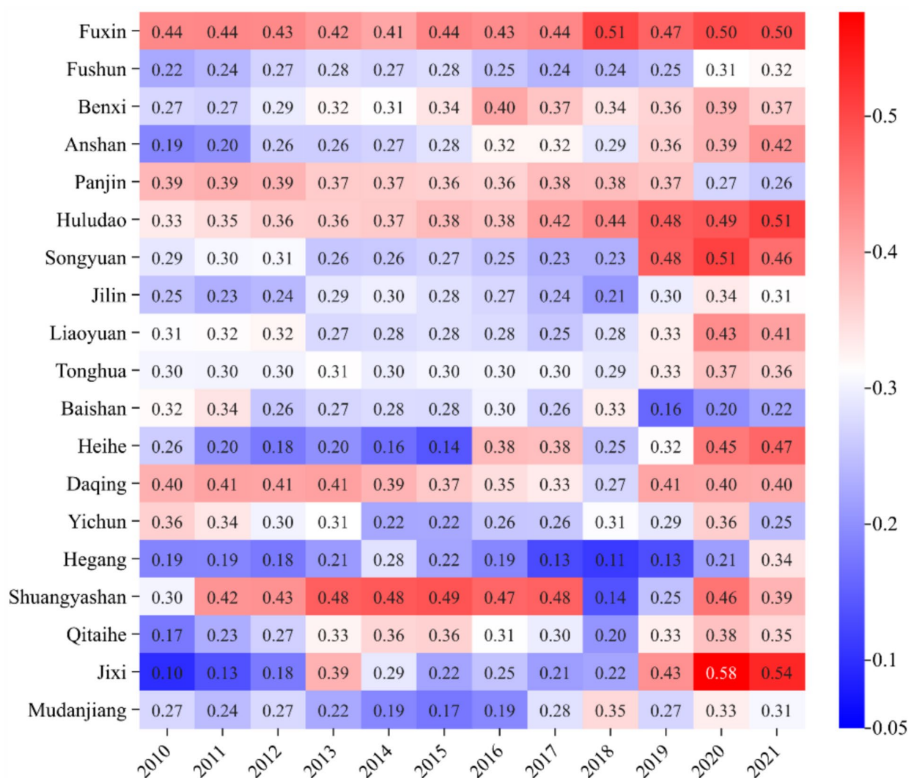 Fuxin 0.44 0.44 0.43 0.42 0.41 0.44 0.43 0.44 0.51 0.47 0.50 0.50
Fushun 0.22 0.24 0.27 0.28 0.27 0.28 0.25 0.24 0.24 0.25 0.31 0.32
Benxi 0.27 0.27 0.29 0.32 0.31 0.34 0.40 0.37 0.34 0.36 0.39 0.37
Anshan 0.19 0.20 0.26 0.26 0.27 0.28 0.32 0.32 0.29 0.36 0.39 0.42
Panjin 0.39 0.39 0.39 0.37 0.37 0.36 0.36 0.38 0.38 0.37 0.27 0.26
Huludao 0.33 0.35 0.36 0.36 0.37 0.38 0.38 0.42 0.44 0.48 0.49 0.51
Songyuan 0.29 0.30 0.31 0.26 0.26 0.27 0.25 0.23 0.23 0.48 0.51 0.46
Jilin 0.25 0.23 0.24 0.29 0.30 0.28 0.27 0.24 0.21 0.30 0.34 0.31
Liaoyuan 0.31 0.32 0.32 0.27 0.28 0.28 0.28 0.25 0.28 0.33 0.43 0.41
Tonghua 0.30 0.30 0.30 0.31 0.30 0.30 0.30 0.30 0.29 0.33 0.37 0.36
Baishan 0.32 0.34 0.26 0.27 0.28 0.28 0.30 0.26 0.33 0.16 0.20 0.22
Heihe 0.26 0.20 0.18 0.20 0.16 0.14 0.38 0.38 0.25 0.32 0.45 0.47
Daqing 0.40 0.41 0.41 0.41 0.39 0.37 0.35 0.33 0.27 0.41 0.40 0.40
Yichun 0.36 0.34 0.30 0.31 0.22 0.22 0.26 0.26 0.31 0.29 0.36 0.25
Hegang 0.19 0.19 0.18 0.21 0.28 0.22 0.19 0.13 0.11 0.13 0.21 0.34
Shuangyashan 0.30 0.42 0.43 0.48 0.48 0.49 0.47 0.48 0.14 0.25 0.46 0.39
Qitaihe 0.17 0.23 0.27 0.33 0.36 0.36 0.31 0.30 0.20 0.33 0.38 0.35
Jixi 0.10 0.13 0.18 0.39 0.29 0.22 0.25 0.21 0.22 0.43 0.58 0.54
Mudanjiang 0.27 0.24 0.27 0.22 0.19 0.17 0.19 0.28 0.35 0.27 0.33 0.31
2010 2011 2012 2013 2014 2015 2016 2017 2018 2019 2020 2021
0.5
0.4
0.3
0.2
0.1
0.05